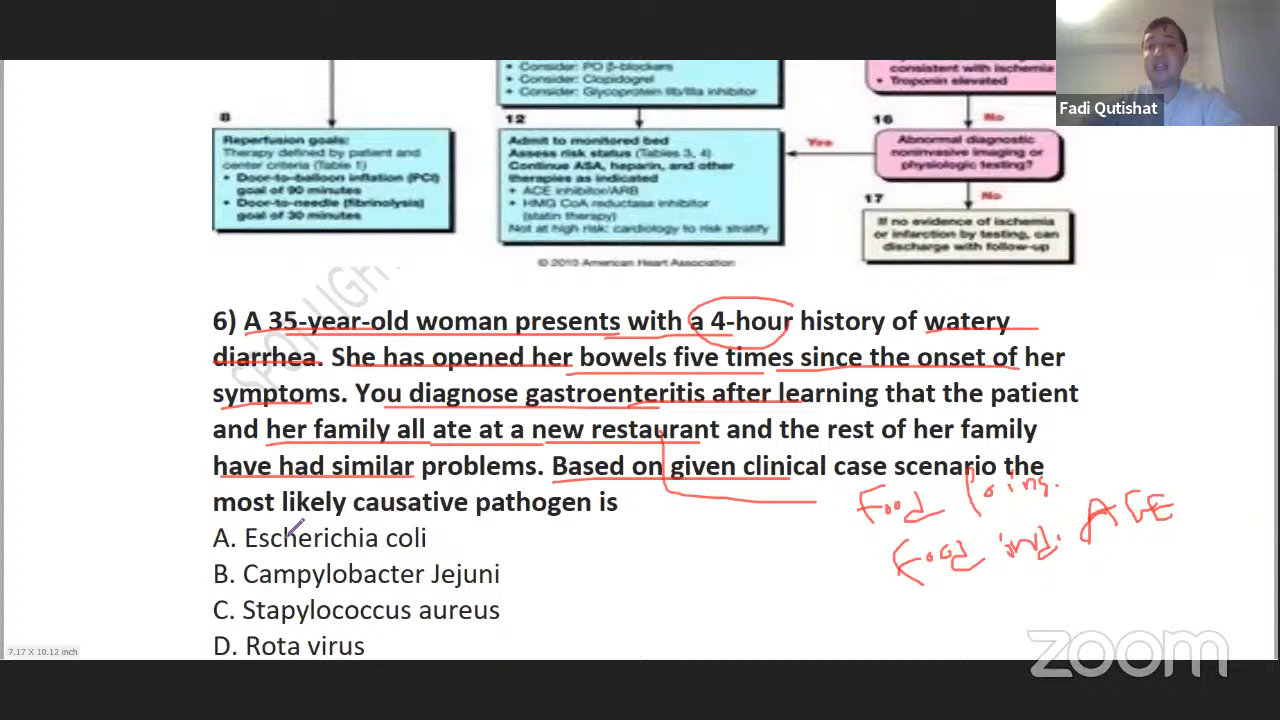 • Consider: PO β-blockers
• Consider: Clopidogrel
• Consider: Glycoprotein IIb/IIIa inhibitor
consistent with ischemia
• Troponin elevated
Fadi Qutishat
8
Reperfusion goals:
Therapy defined by patient and
center criteria (Table 1)
• Door-to-balloon inflation (PCI)
goal of 90 minutes
• Door-to-needle (fibrinolysis)
goal of 30 minutes
12
Admit to monitored bed
Assess risk status (Tables 3, 4)
Continue ASA, heparin, and other
therapies as indicated
• ACE inhibitor/ARB
• HMG CoA reductase inhibitor
(statin therapy)
Not at high risk: cardiology to risk stratify
Yes
No
16
Abnormal diagnostic
noninvasive imaging or
physiologic testing?
No
17
If no evidence of ischemia
or infarction by testing, can
discharge with follow-up
© 2010 American Heart Association
6) A 35-year-old woman presents with a 4-hour history of watery
diarrhea. She has opened her bowels five times since the onset of her
symptoms. You diagnose gastroenteritis after learning that the patient
and her family all ate at a new restaurant and the rest of her family
have had similar problems. Based on given clinical case scenario the
most likely causative pathogen is
A. Escherichia coli
B. Campylobacter Jejuni
C. Stapylococcus aureus
D. Rota virus
Food
Food ind. AGE
7.17 X 10.12 inch
zoom